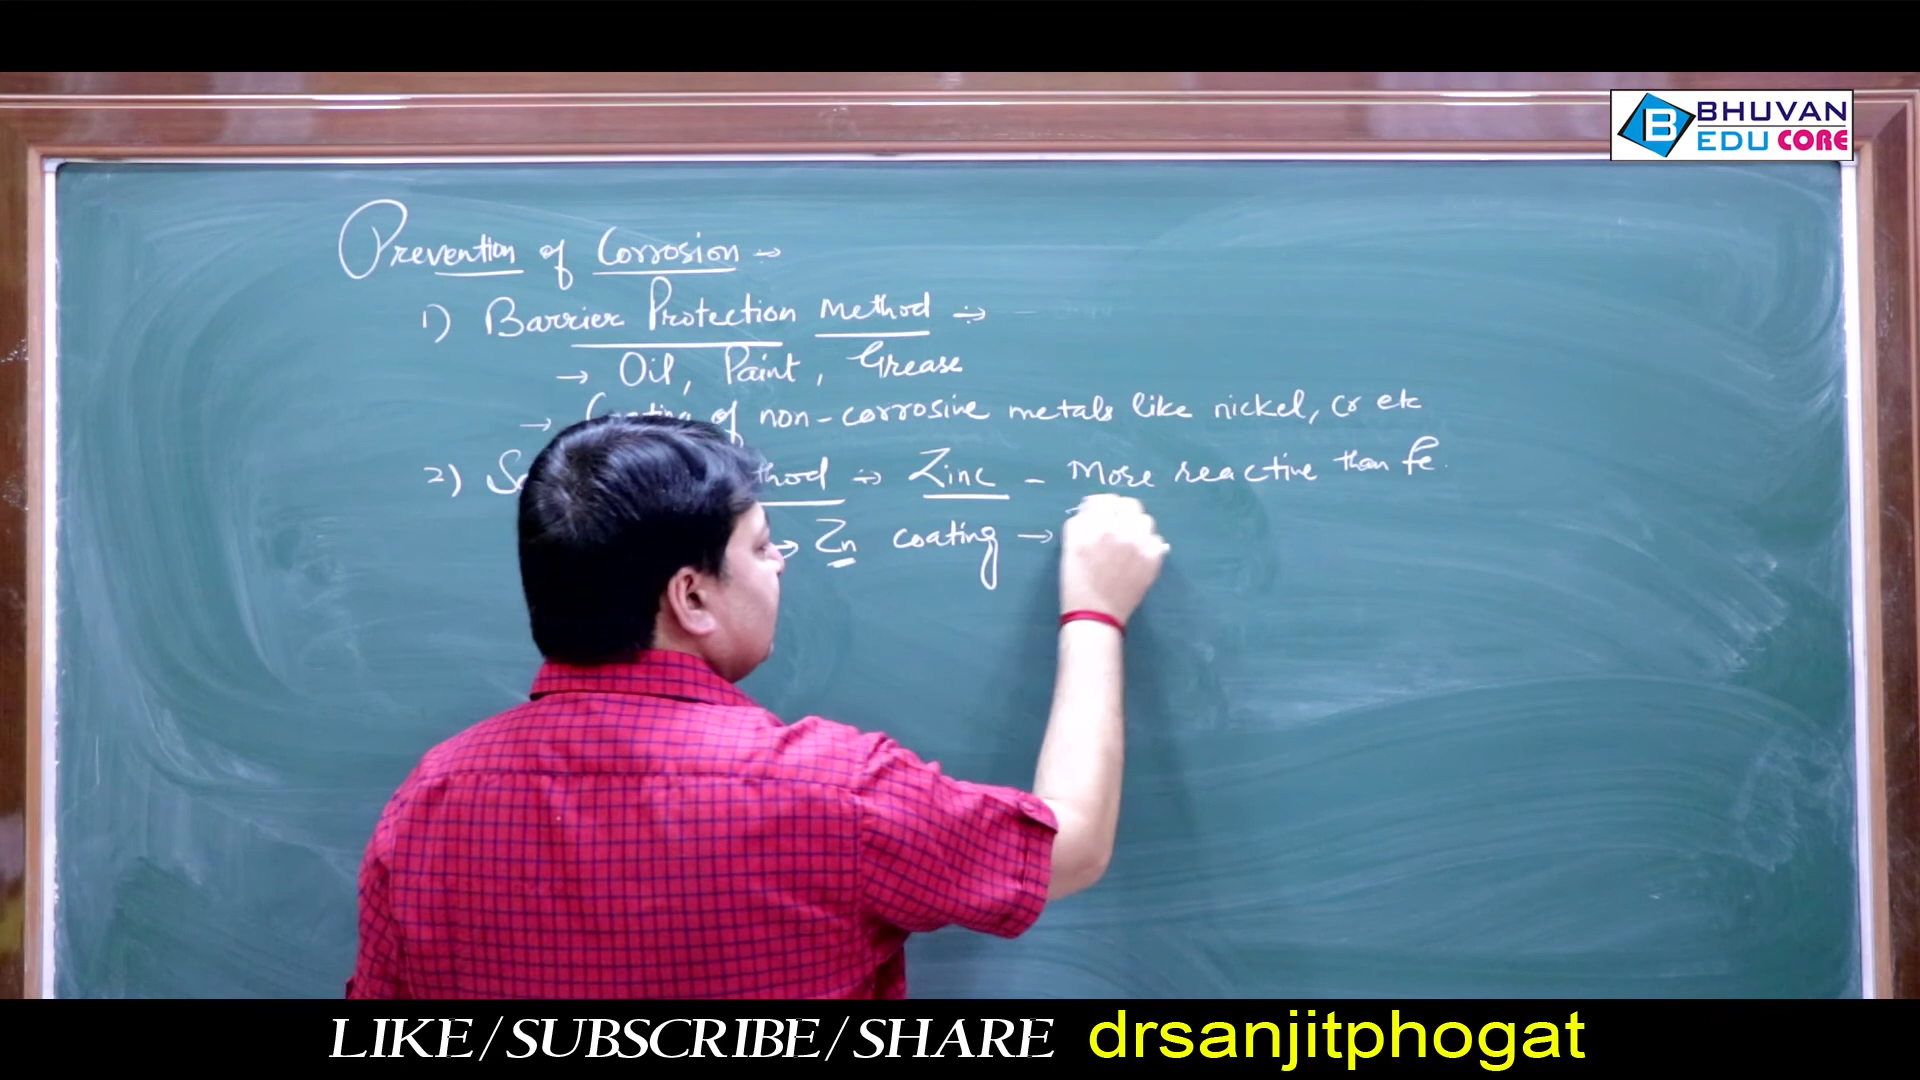 BHUVAN
EDU CORE
Prevention of Corrosion →
1) Barrier Protection Method →
→ Oil, Paint, Grease
→ of non-corrosive metals like nickel, Cr etc
2) → Zinc - More reactive than Fe.
→ Zn coating →
LIKE/SUBSCRIBE/SHARE drsanjitphogat